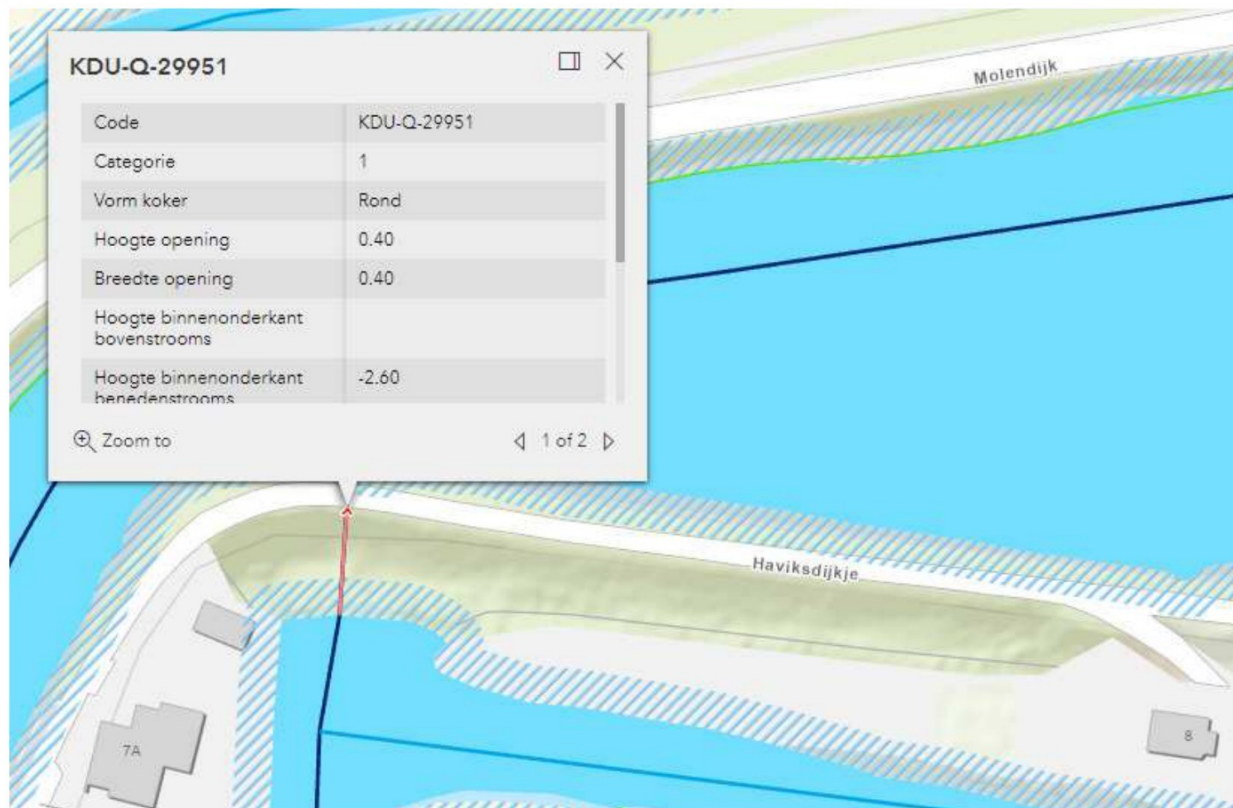 KDU-Q-29951
Code KDU-Q-29951
Categorie 1
Vorm koker Rond
Hoogte opening 0.40
Breedte opening 0.40
Hoogte binnenonderkant
bovenstrooms
Hoogte binnenonderkant -2.60
benedenstrooms
Zoom to
1 of 2
Molendijk
Haviksdijkje
7A
8